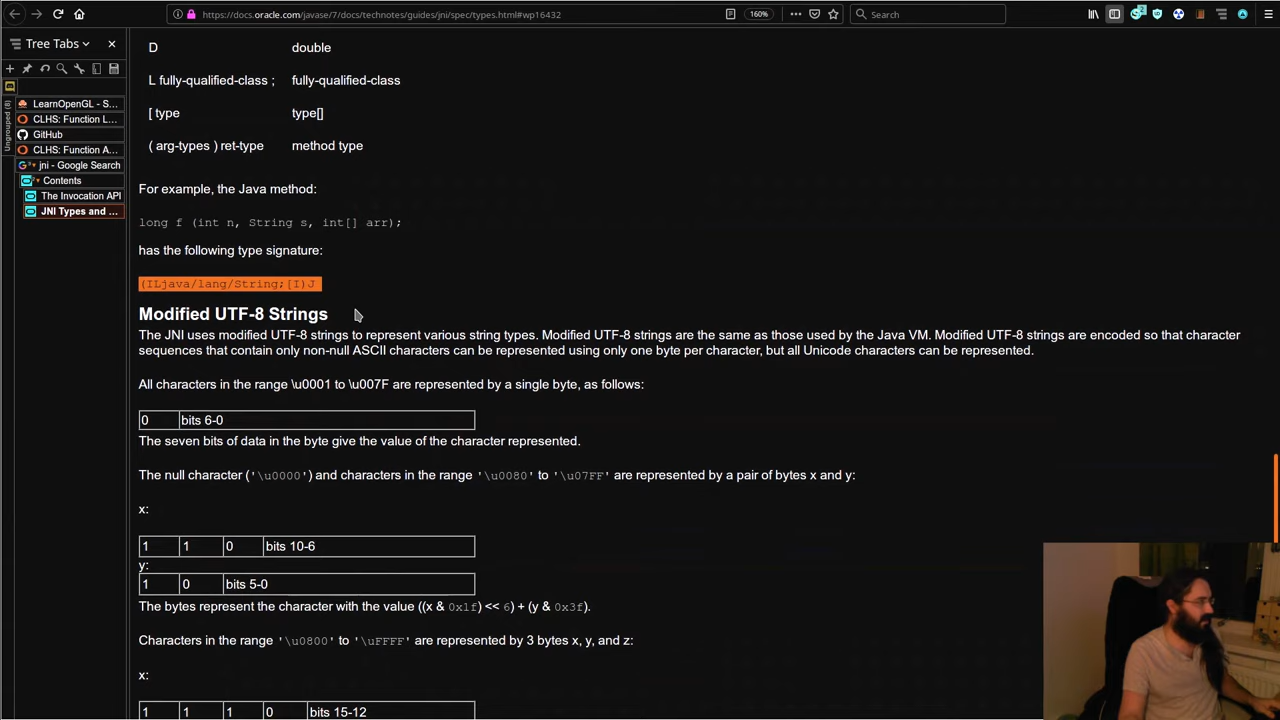 https://docs.oracle.com/javase/7/docs/technotes/guides/jni/spec/types.html#wp16432
160%
Search
2
Tree Tabs
Ungrouped (8)
LearnOpenGL - S...
CLHS: Function L...
GitHub
CLHS: Function A...
jni - Google Search
Contents
The Invocation API
JNI Types and ...
D double
L fully-qualified-class ; fully-qualified-class
[ type type[]
( arg-types ) ret-type method type
For example, the Java method:
long f (int n, String s, int[] arr);
has the following type signature:
(ILjava/lang/String;[I)J
Modified UTF-8 Strings
The JNI uses modified UTF-8 strings to represent various string types. Modified UTF-8 strings are the same as those used by the Java VM. Modified UTF-8 strings are encoded so that character
sequences that contain only non-null ASCII characters can be represented using only one byte per character, but all Unicode characters can be represented.
All characters in the range \u0001 to \u007F are represented by a single byte, as follows:
0 bits 6-0
The seven bits of data in the byte give the value of the character represented.
The null character ('\u0000') and characters in the range '\u0080' to '\u07FF' are represented by a pair of bytes x and y:
x:
1 1 0 bits 10-6
y:
1 0 bits 5-0
The bytes represent the character with the value ((x & 0x1f) << 6) + (y & 0x3f).
Characters in the range '\u0800' to '\uFFFF' are represented by 3 bytes x, y, and z:
x:
1 1 1 0 bits 15-12